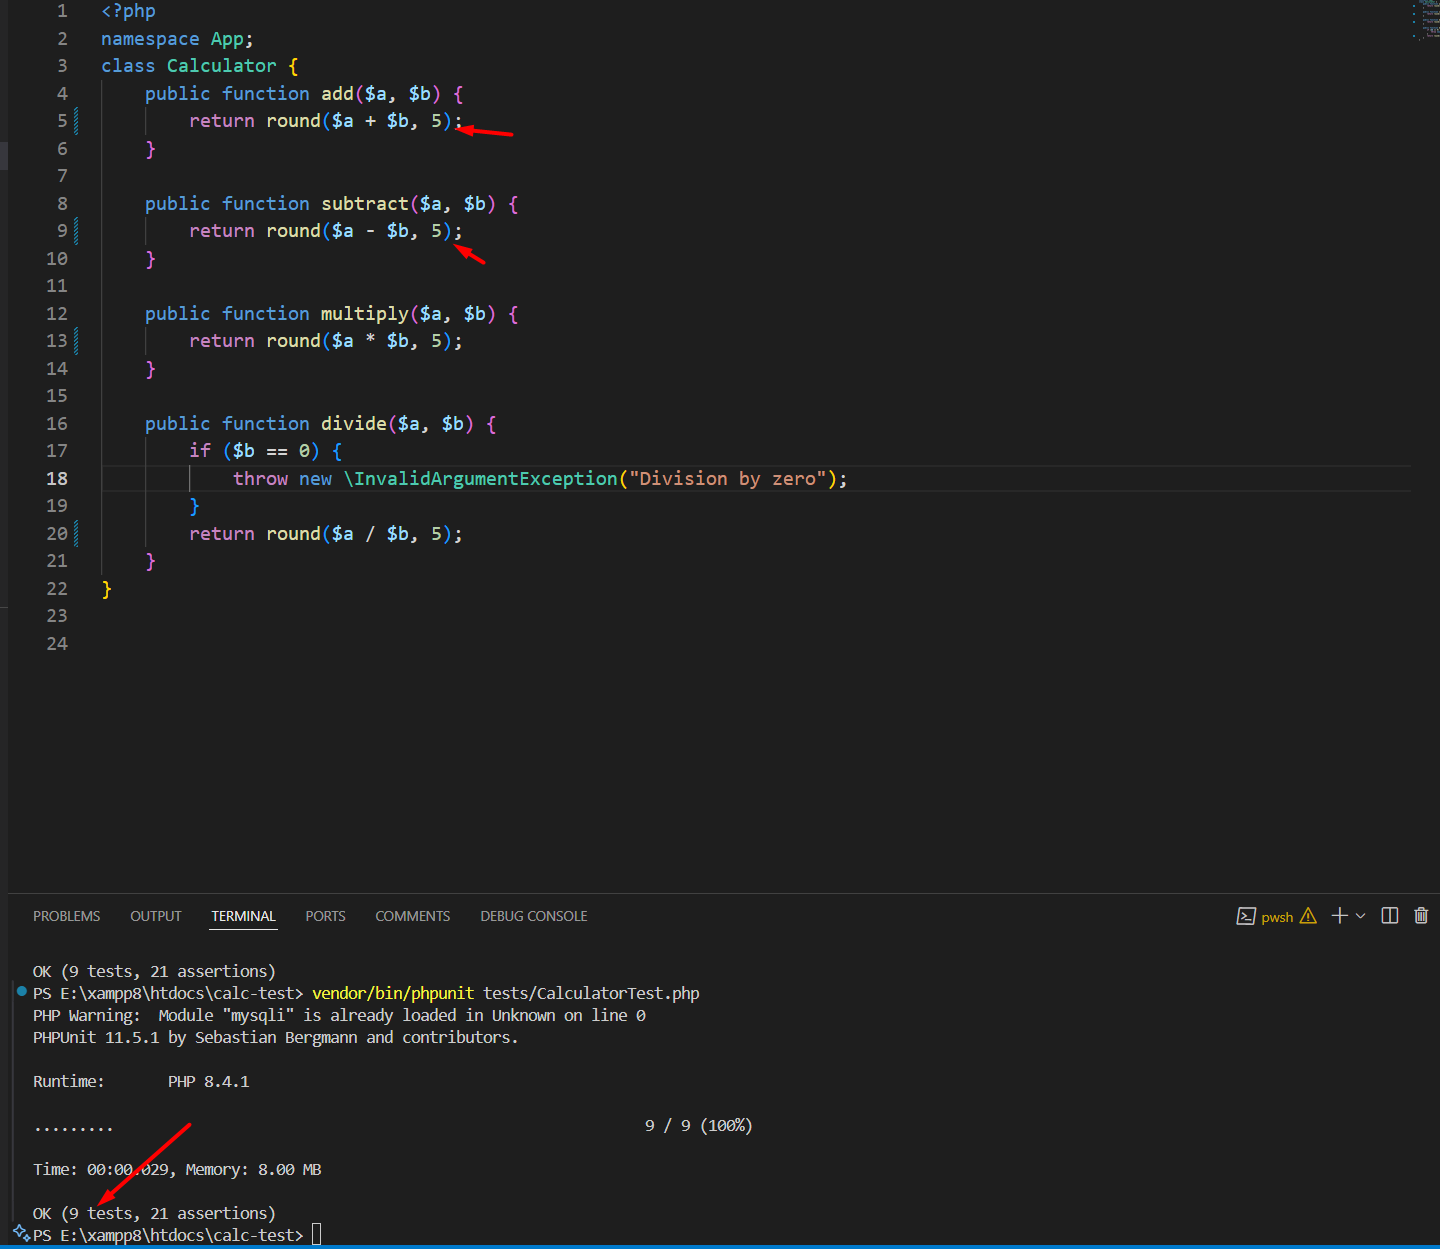 1 <?php
2 namespace App;
3 class Calculator {
4     public function add($a, $b) {
5         return round($a + $b, 5);
6     }
7
8     public function subtract($a, $b) {
9         return round($a - $b, 5);
10     }
11
12     public function multiply($a, $b) {
13         return round($a * $b, 5);
14     }
15
16     public function divide($a, $b) {
17         if ($b == 0) {
18             throw new \InvalidArgumentException("Division by zero");
19         }
20         return round($a / $b, 5);
21     }
22 }
23
24
PROBLEMS OUTPUT TERMINAL PORTS COMMENTS DEBUG CONSOLE pwsh
OK (9 tests, 21 assertions)
PS E:\xampp8\htdocs\calc-test> vendor/bin/phpunit tests/CalculatorTest.php
PHP Warning:  Module "mysqli" is already loaded in Unknown on line 0
PHPUnit 11.5.1 by Sebastian Bergmann and contributors.
Runtime:       PHP 8.4.1
.........                                                           9 / 9 (100%)
Time: 00:00.029, Memory: 8.00 MB
OK (9 tests, 21 assertions)
PS E:\xampp8\htdocs\calc-test>